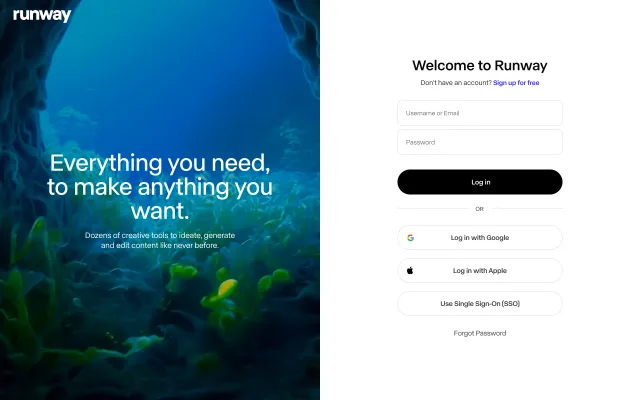 runway
Everything you need,
to make anything you
want.
Dozens of creative tools to ideate, generate
and edit content like never before.
Welcome to Runway
Don't have an account? Sign up for free
Username or Email
Password
Log in
OR
Log in with Google
Log in with Apple
Use Single Sign-On (SSO)
Forgot Password